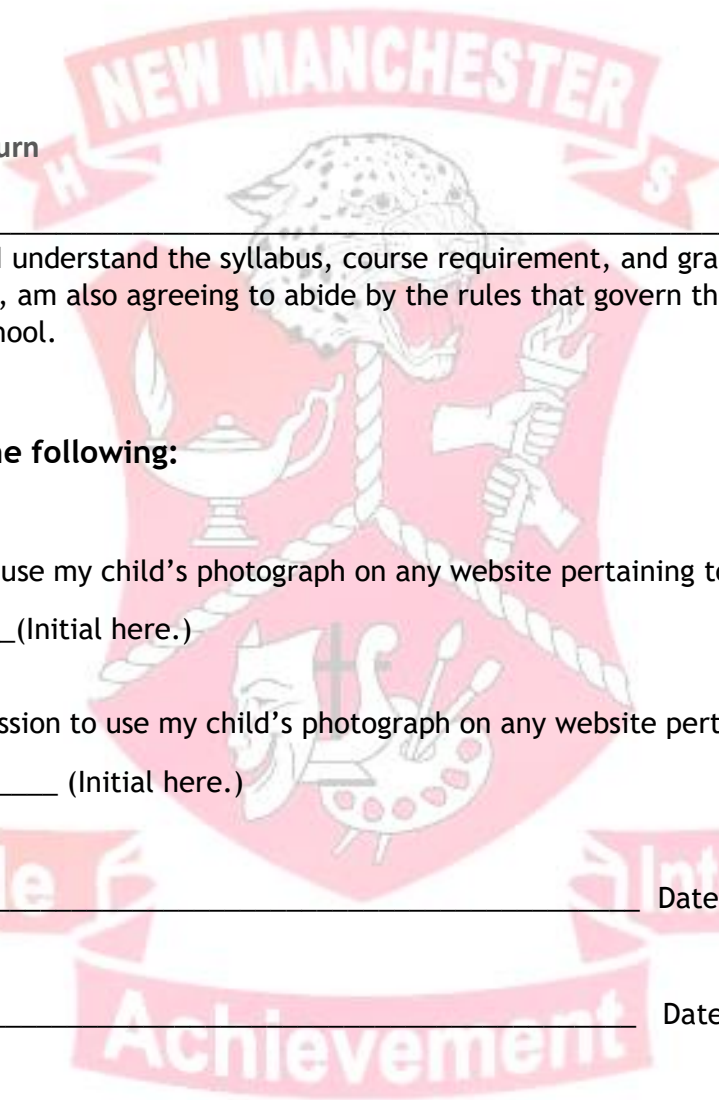 NEW MANCHESTER
H S
urn
understand the syllabus, course requirement, and gra
, am also agreeing to abide by the rules that govern th
hool.
e following:
use my child’s photograph on any website pertaining to
_(Initial here.)
ssion to use my child’s photograph on any website pert
____ (Initial here.)
de Int
Date
Date
Achievement